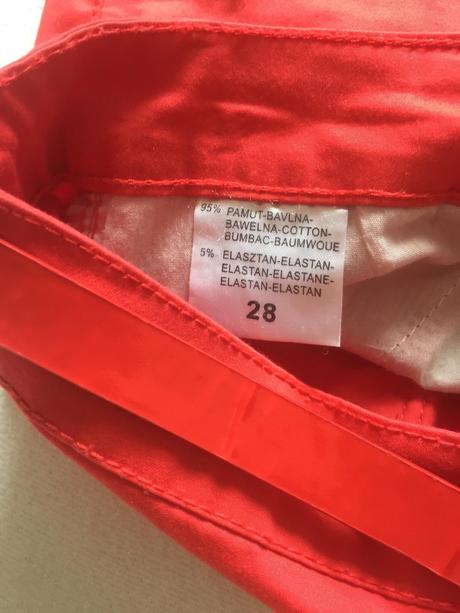 95% PAMUT-BAVLNA-
BAWELNA-COTTON-
BUMBAC-BAUMWOUE
5% ELASZTAN-ELASTAN-
ELASTAN-ELASTANE-
ELASTAN-ELASTAN
28